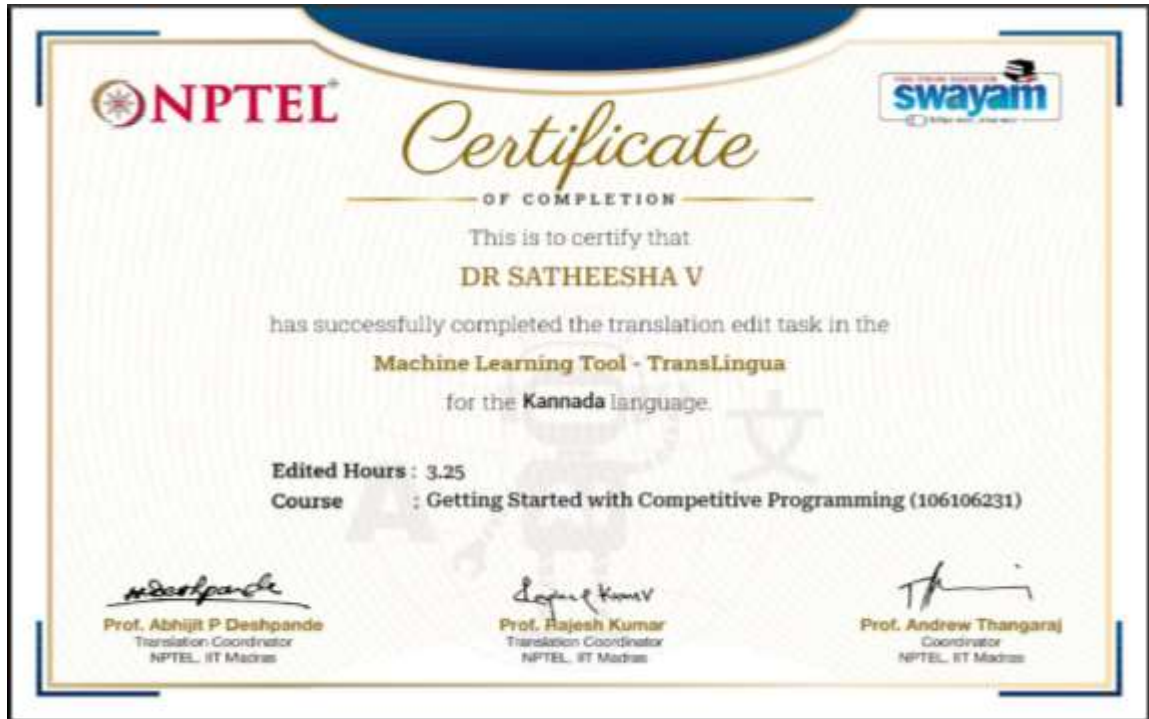 NPTEL
swayam
Certificate
OF COMPLETION
This is to certify that
DR SATHEESHA V
has successfully completed the translation edit task in the
Machine Learning Tool - TransLingua
for the Kannada language.
A 文
Edited Hours : 3.25
Course : Getting Started with Competitive Programming (106106231)
Prof. Abhijit P Deshpande
Translation Coordinator
NPTEL, IIT Madras
Prof. Rajesh Kumar
Translation Coordinator
NPTEL, IIT Madras
Prof. Andrew Thangaraj
Coordinator
NPTEL, IIT Madras